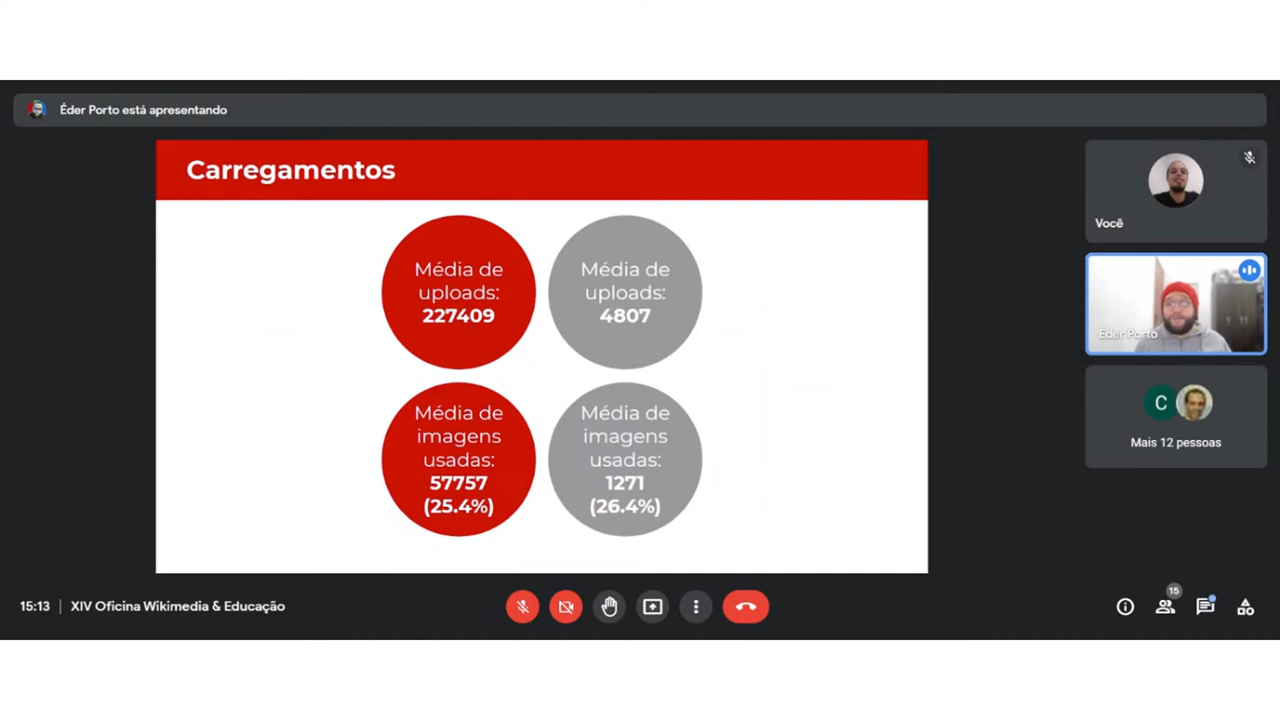 Éder Porto está apresentando
Carregamentos
Média de
uploads:
227409
Média de
uploads:
4807
Média de
imagens
usadas:
57757
(25.4%)
Média de
imagens
usadas:
1271
(26.4%)
Você
Éder Porto
C
Mais 12 pessoas
15:13 | XIV Oficina Wikimedia & Educação
15